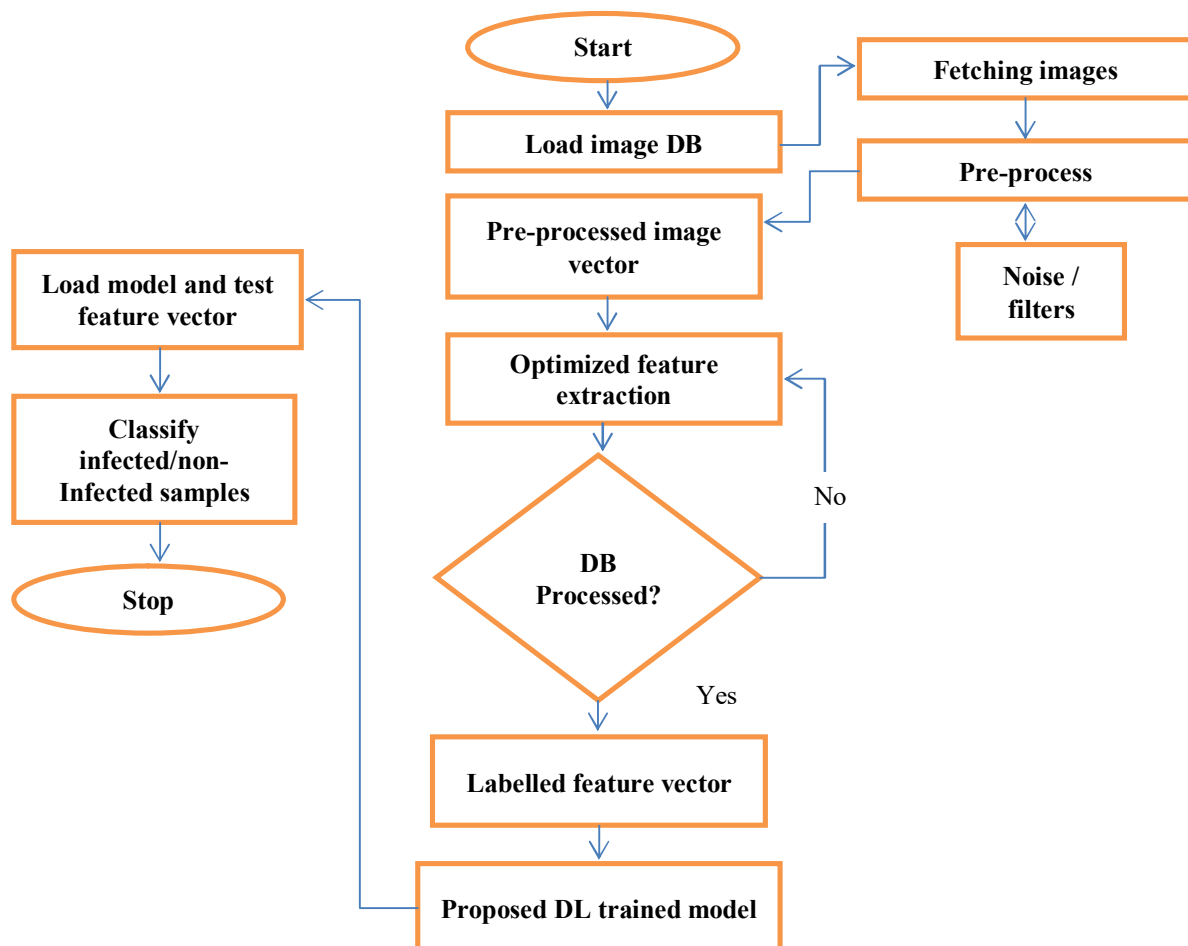 Start
Fetching images
Load image DB
Pre-process
Pre-processed image
vector
Noise /
filters
Load model and test
feature vector
Optimized feature
extraction
Classify
infected/non-
Infected samples
No
DB
Processed?
Stop
Yes
Labelled feature vector
Proposed DL trained model